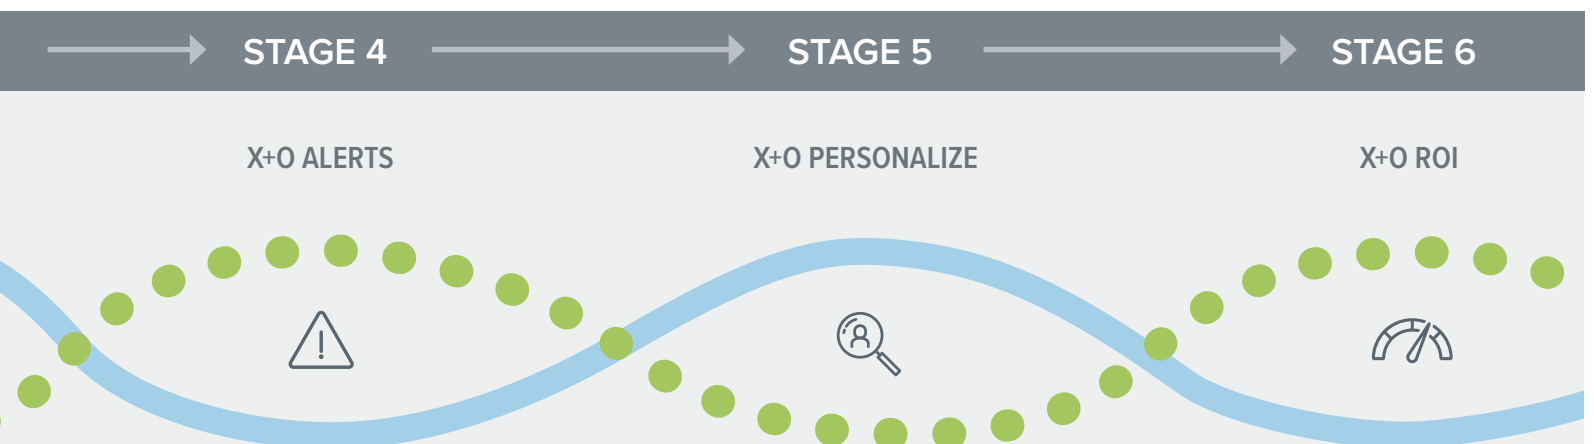 STAGE 4 STAGE 5 STAGE 6
X+O ALERTS X+O PERSONALIZE X+O ROI